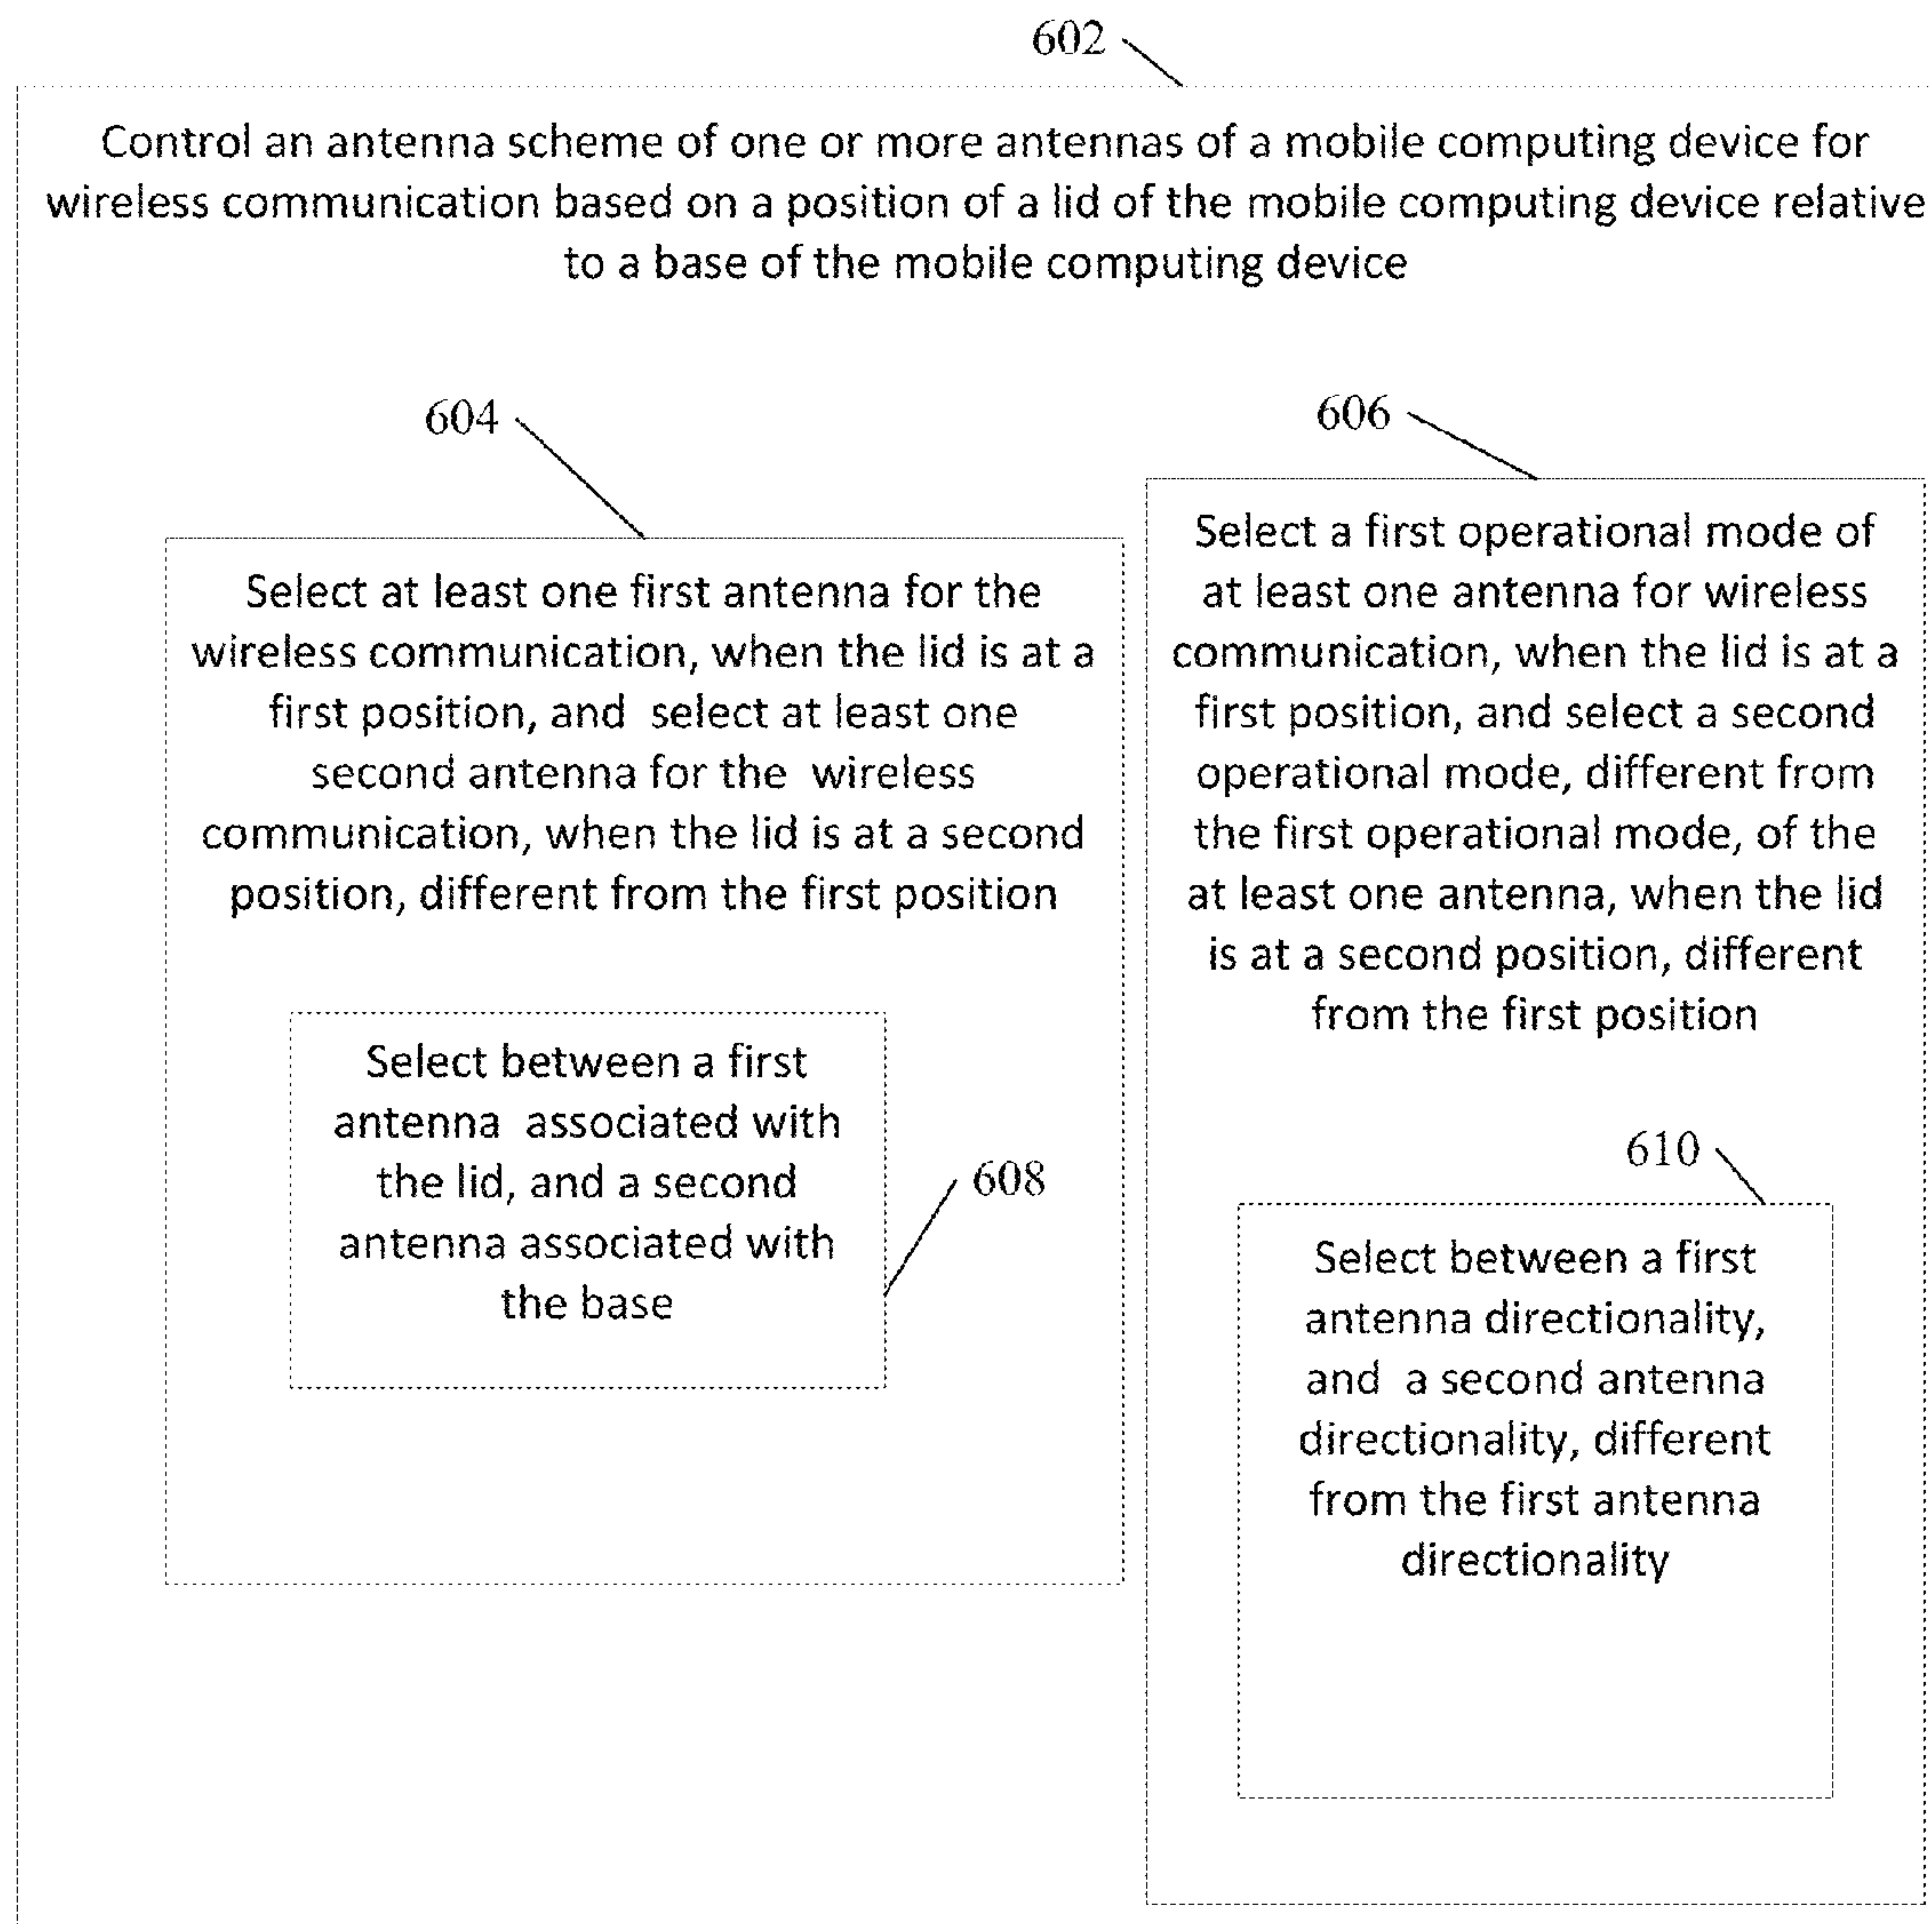 602
Control an antenna scheme of one or more antennas of a mobile computing device for
wireless communication based on a position of a lid of the mobile computing device relative
to a base of the mobile computing device
604
Select at least one first antenna for the
wireless communication, when the lid is at a
first position, and select at least one
second antenna for the wireless
communication, when the lid is at a second
position, different from the first position
Select between a first
antenna associated with
the lid, and a second
antenna associated with
the base
608
606
Select a first operational mode of
at least one antenna for wireless
communication, when the lid is at a
first position, and select a second
operational mode, different from
the first operational mode, of the
at least one antenna, when the lid
is at a second position, different
from the first position
610
Select between a first
antenna directionality,
and a second antenna
directionality, different
from the first antenna
directionality